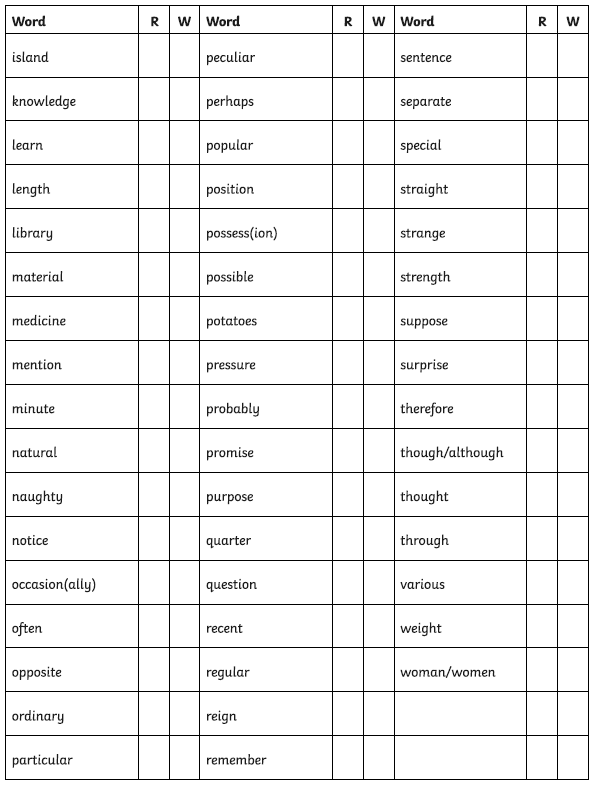 Word R W Word R W Word R W
island peculiar sentence
knowledge perhaps separate
learn popular special
length position straight
library possess(ion) strange
material possible strength
medicine potatoes suppose
mention pressure surprise
minute probably therefore
natural promise though/although
naughty purpose thought
notice quarter through
occasion(ally) question various
often recent weight
opposite regular woman/women
ordinary reign
particular remember